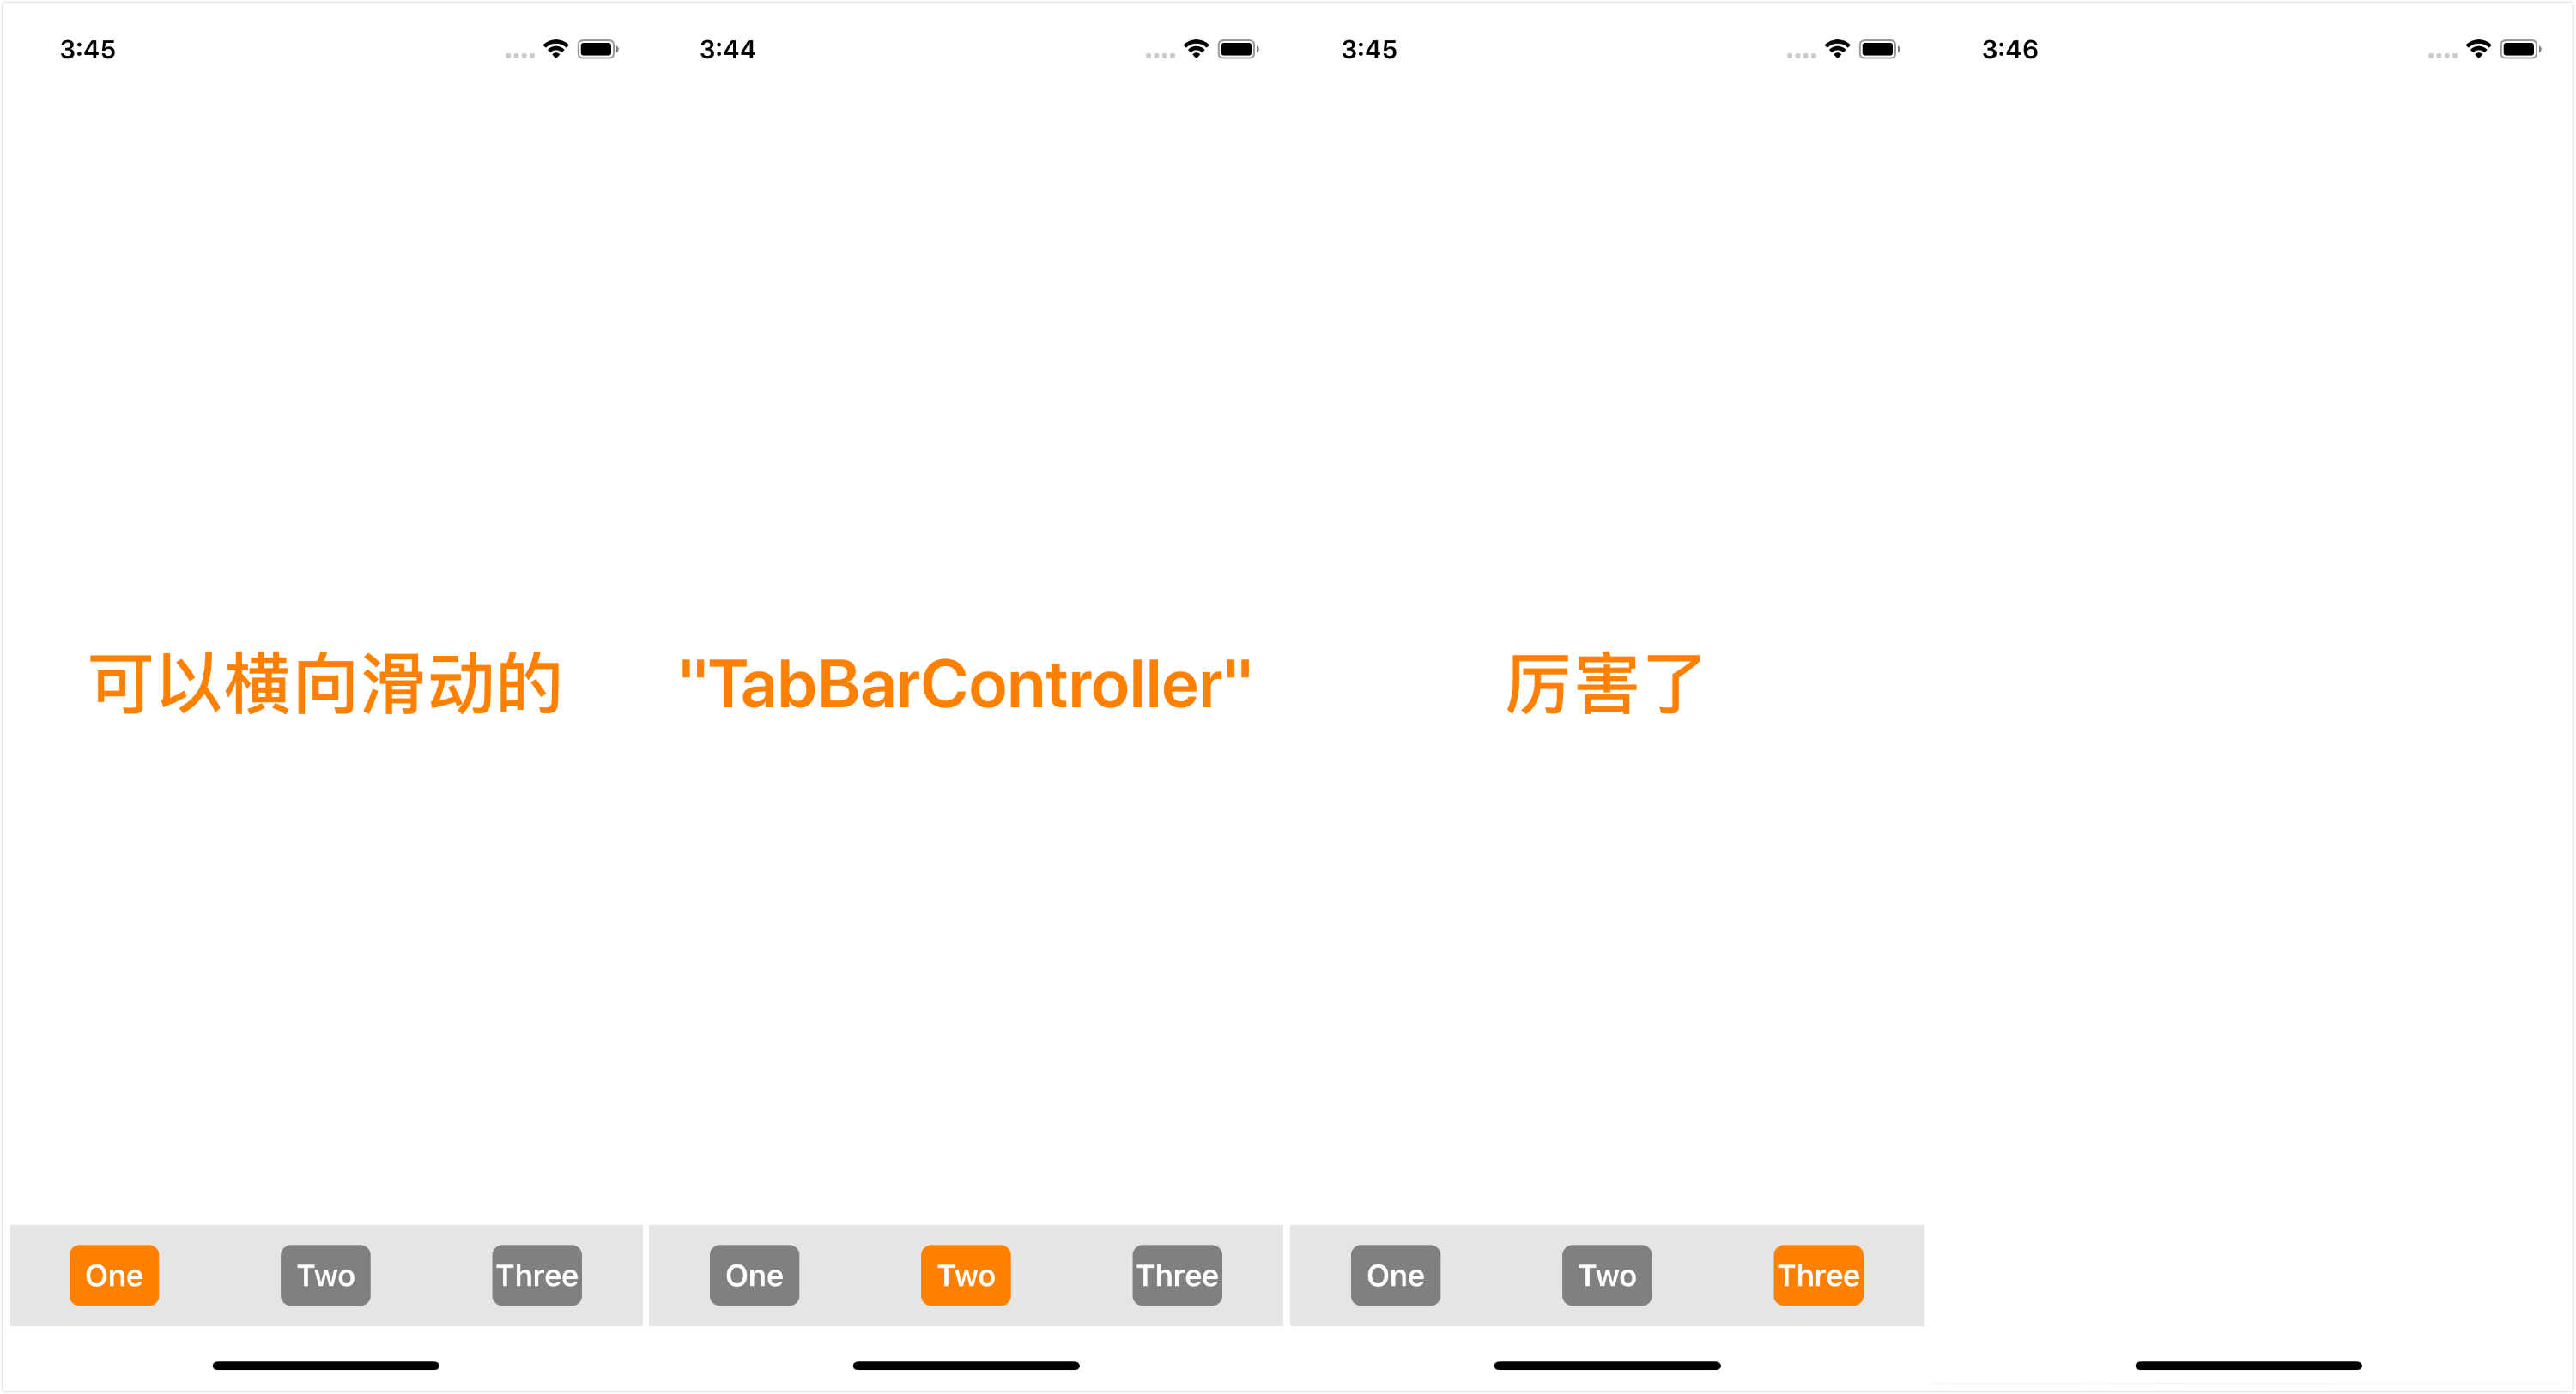 3:45
可以横向滑动的
One Two Three
3:44
"TabBarController"
One Two Three
3:45
厉害了
One Two Three
3:46